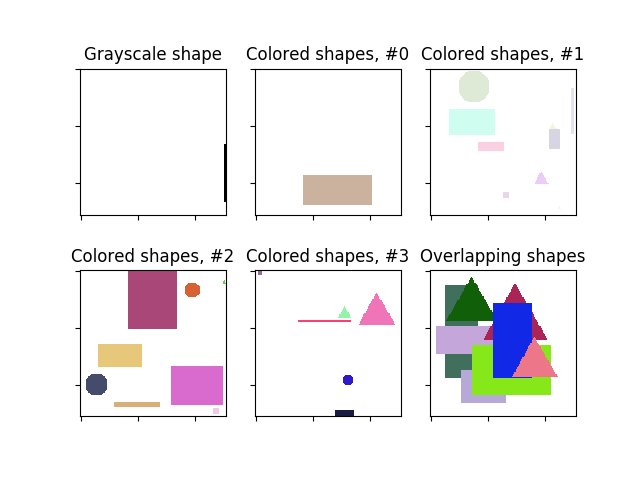 Grayscale shape
Colored shapes, #0
Colored shapes, #1
Colored shapes, #2
Colored shapes, #3
Overlapping shapes